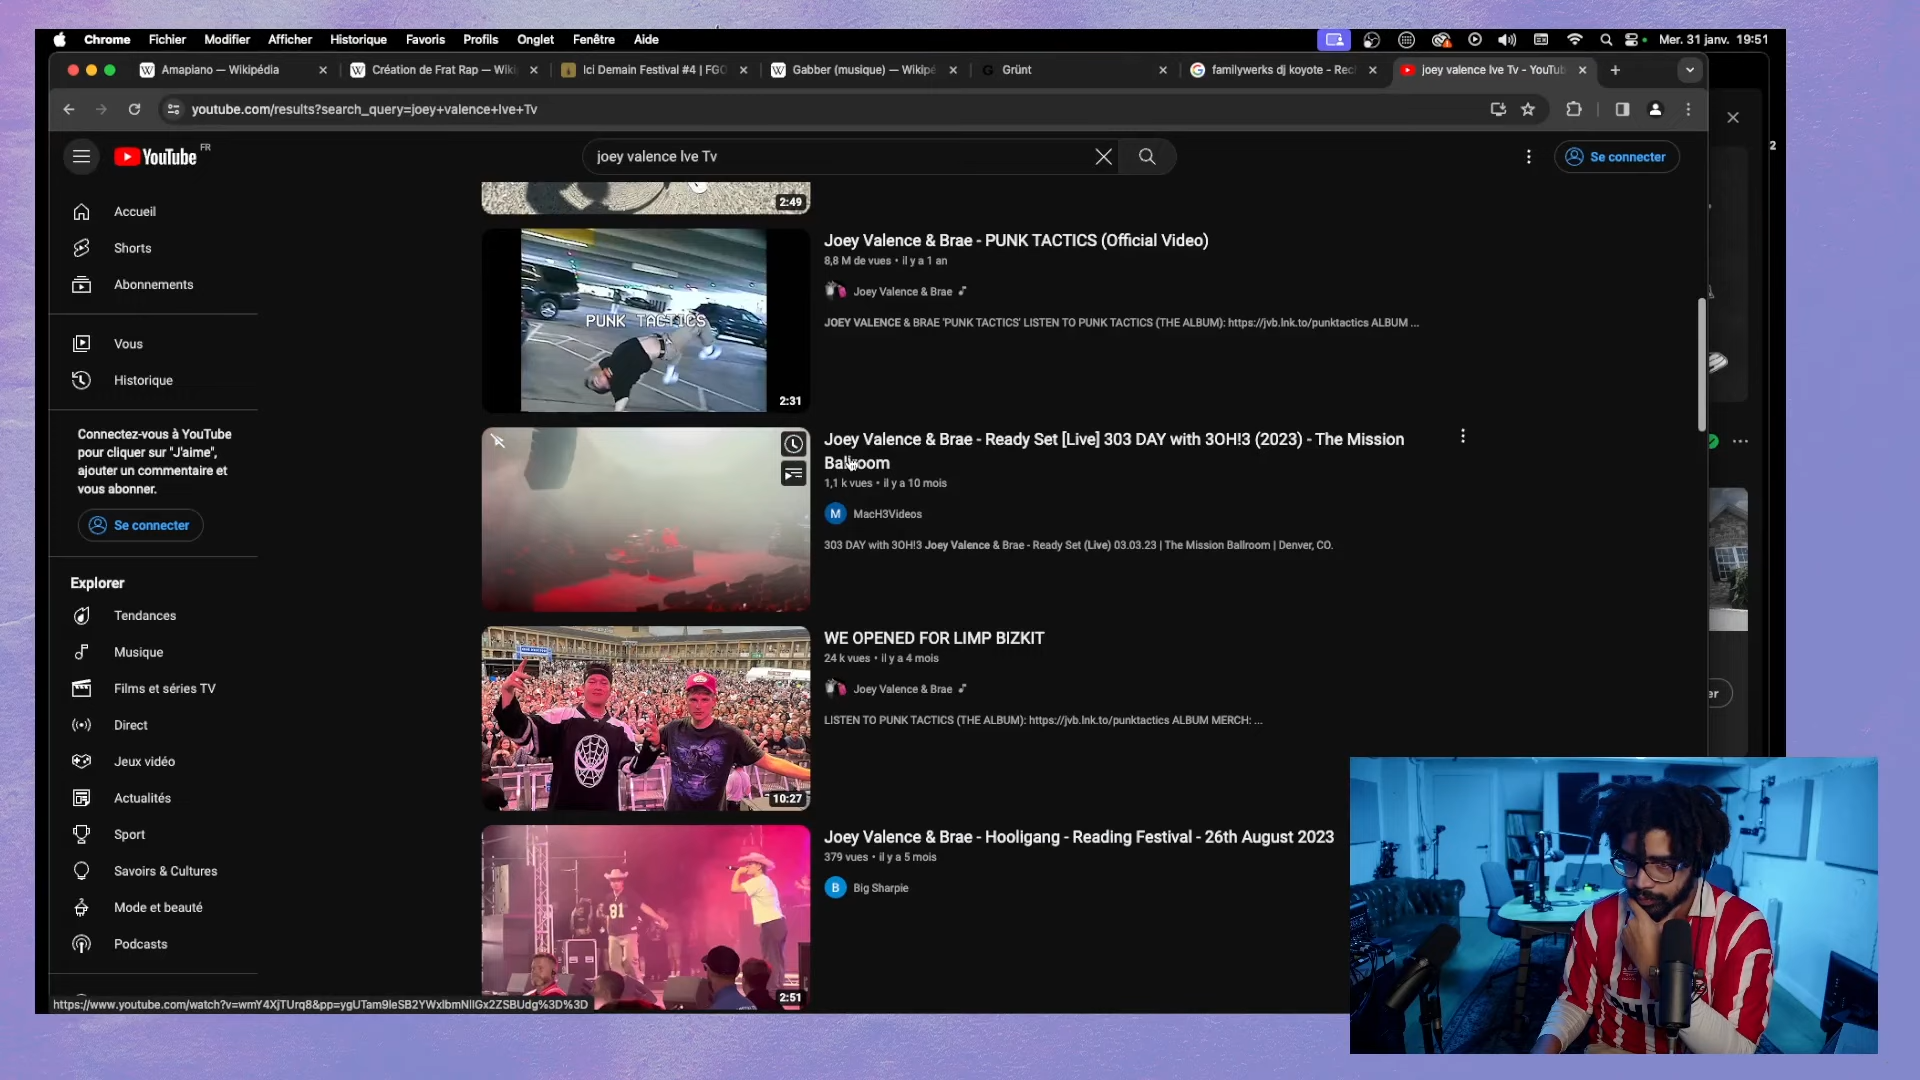 Chrome Fichier Modifier Afficher Historique Favoris Profils Onglet Fenêtre Aide Mer. 31 janv. 19:51
Amapiano — Wikipédia Création de Frat Rap — Wiki Ici Demain Festival #4 | FGO Gabber (musique) — Wikipé Grünt familywerks dj koyote - Rec joey valence lve Tv - YouTub
youtube.com/results?search_query=joey+valence+lve+Tv
YouTube FR
joey valence lve Tv
Se connecter
Accueil
Shorts
Abonnements
Vous
Historique
Connectez-vous à YouTube
pour cliquer sur "J'aime",
ajouter un commentaire et
vous abonner.
Se connecter
Explorer
Tendances
Musique
Films et séries TV
Direct
Jeux vidéo
Actualités
Sport
Savoirs & Cultures
Mode et beauté
Podcasts
2:49
PUNK TACTICS
2:31
Joey Valence & Brae - PUNK TACTICS (Official Video)
8,8 M de vues • il y a 1 an
Joey Valence & Brae
JOEY VALENCE & BRAE 'PUNK TACTICS' LISTEN TO PUNK TACTICS (THE ALBUM): https://jvb.lnk.to/punktactics ALBUM ...
Joey Valence & Brae - Ready Set [Live] 303 DAY with 3OH!3 (2023) - The Mission
Ballroom
1,1 k vues • il y a 10 mois
M MacH3Videos
303 DAY with 3OH!3 Joey Valence & Brae - Ready Set (Live) 03.03.23 | The Mission Ballroom | Denver, CO.
10:27
WE OPENED FOR LIMP BIZKIT
24 k vues • il y a 4 mois
Joey Valence & Brae
LISTEN TO PUNK TACTICS (THE ALBUM): https://jvb.lnk.to/punktactics ALBUM MERCH: ...
81
2:51
Joey Valence & Brae - Hooligang - Reading Festival - 26th August 2023
379 vues • il y a 5 mois
B Big Sharpie
2
er